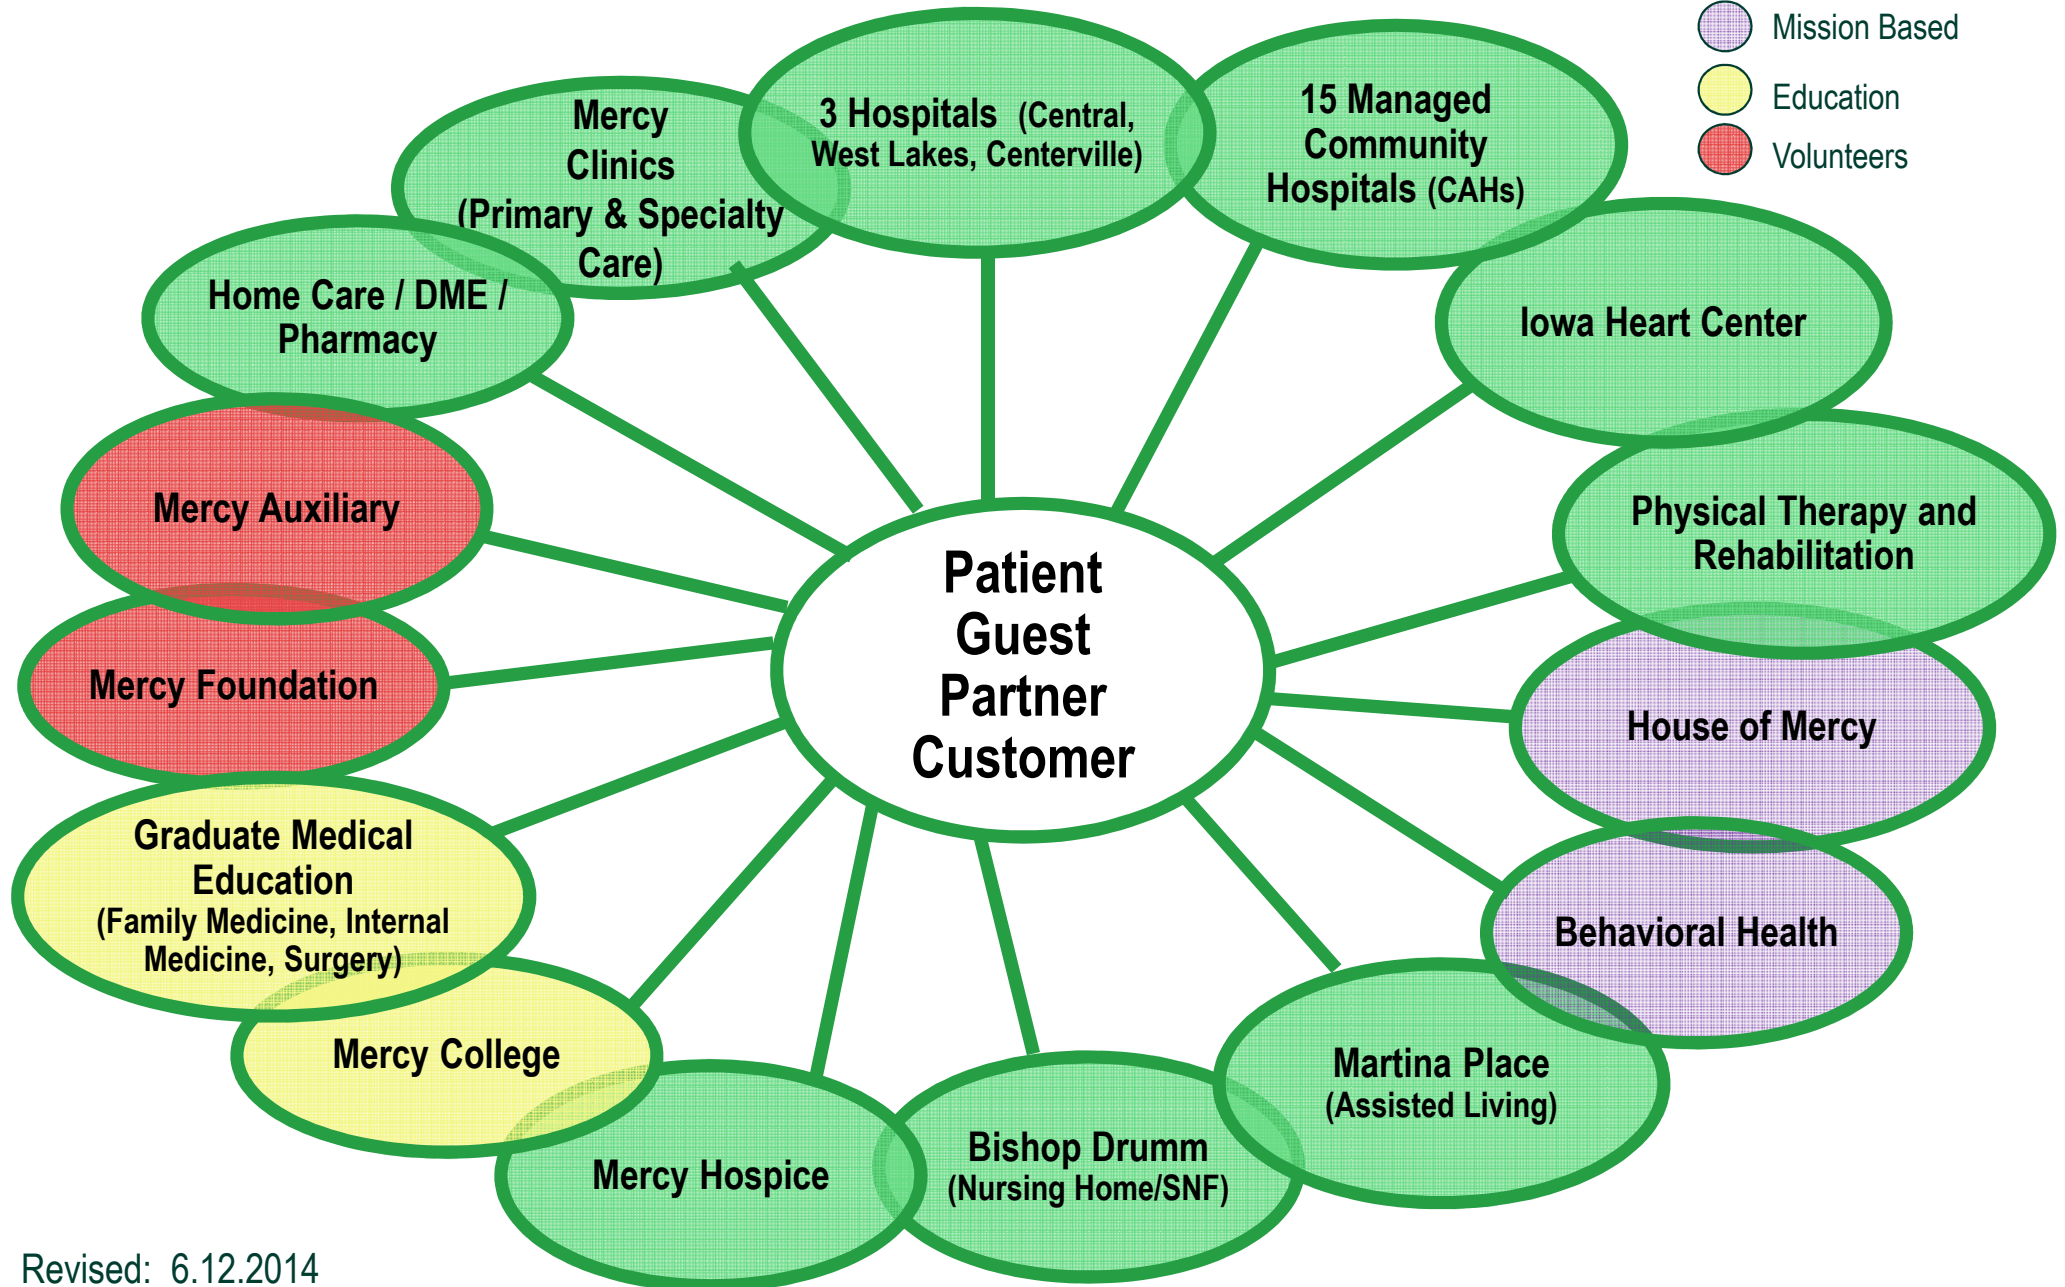 Mission Based
Education
Volunteers
Mercy
Clinics
(Primary & Specialty
Care)
3 Hospitals (Central,
West Lakes, Centerville)
15 Managed
Community
Hospitals (CAHs)
Home Care / DME /
Pharmacy
Iowa Heart Center
Mercy Auxiliary
Physical Therapy and
Rehabilitation
Patient
Guest
Partner
Customer
Mercy Foundation
House of Mercy
Graduate Medical
Education
(Family Medicine, Internal
Medicine, Surgery)
Behavioral Health
Mercy College
Martina Place
(Assisted Living)
Mercy Hospice
Bishop Drumm
(Nursing Home/SNF)
Revised: 6.12.2014